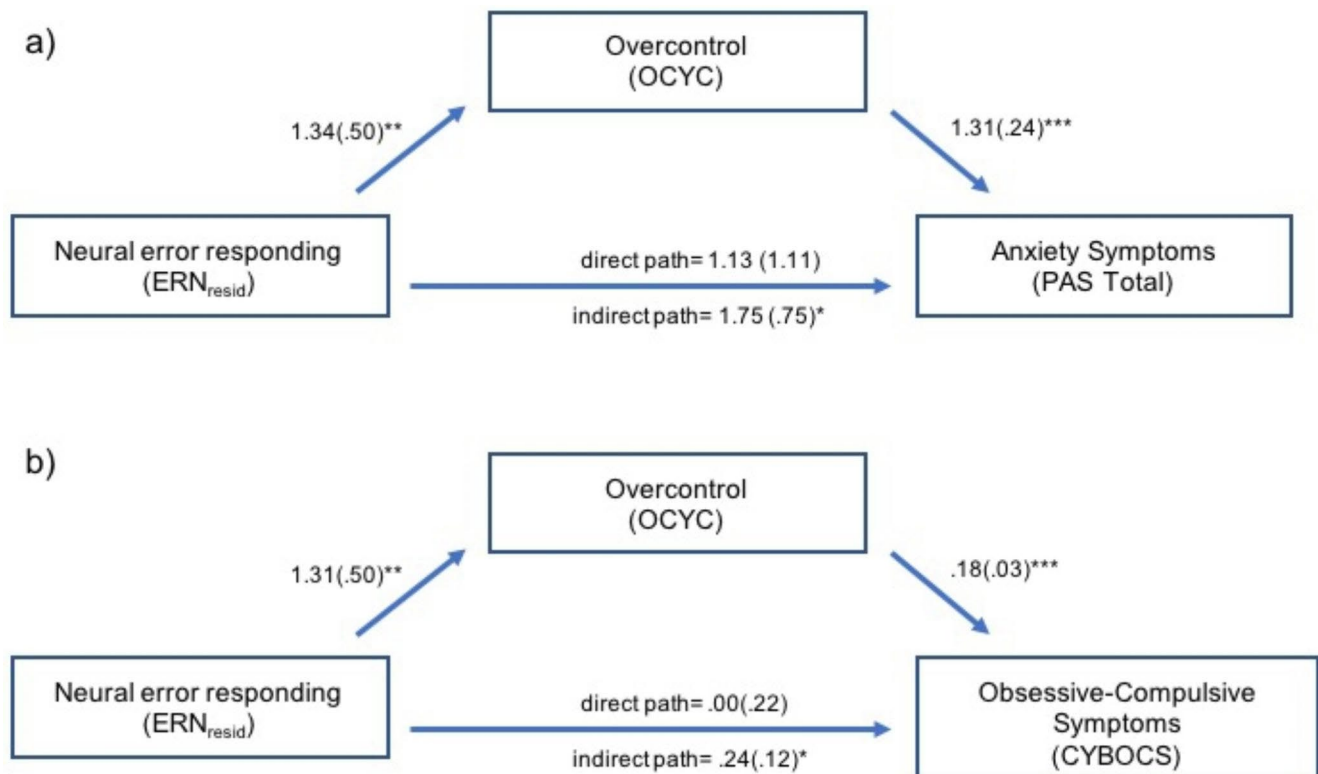 a)
Overcontrol
(OCYC)
1.34(.50)**
1.31(.24)***
Neural error responding
(ERNresid)
direct path= 1.13 (1.11)
indirect path= 1.75 (.75)*
Anxiety Symptoms
(PAS Total)
b)
Overcontrol
(OCYC)
1.31(.50)**
.18(.03)***
Neural error responding
(ERNresid)
direct path= .00(.22)
indirect path= .24(.12)*
Obsessive-Compulsive
Symptoms
(CYBOCS)